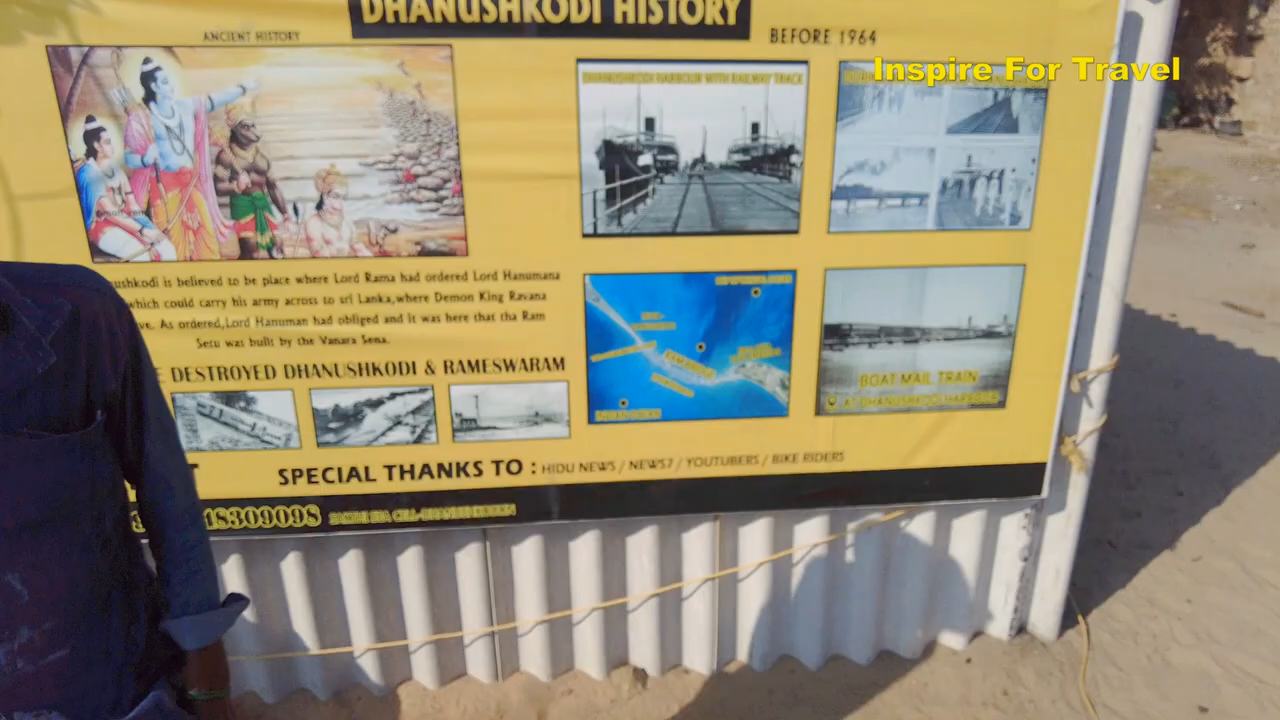 DHANUSHKODI HISTORY
ANCIENT HISTORY
BEFORE 1964
Inspire For Travel
DHANUSHKODI HARBOUR WITH RAILWAY TRACK
ushkodi is believed to be place where Lord Rama had ordered Lord Hanumana
which could carry his army across to sri Lanka,where Demon King Ravana
ve. As ordered,Lord Hanuman had obliged and it was here that tha Ram
Setu was built by the Vanara Sena.
E DESTROYED DHANUSHKODI & RAMESWARAM
INDIAN OCEAN
BOAT MAIL TRAIN
AT DHANUSHKODI HARBOUR
SPECIAL THANKS TO : HIDU NEWS / NEWS7 / YOUTUBERS / BIKE RIDERS
18309098